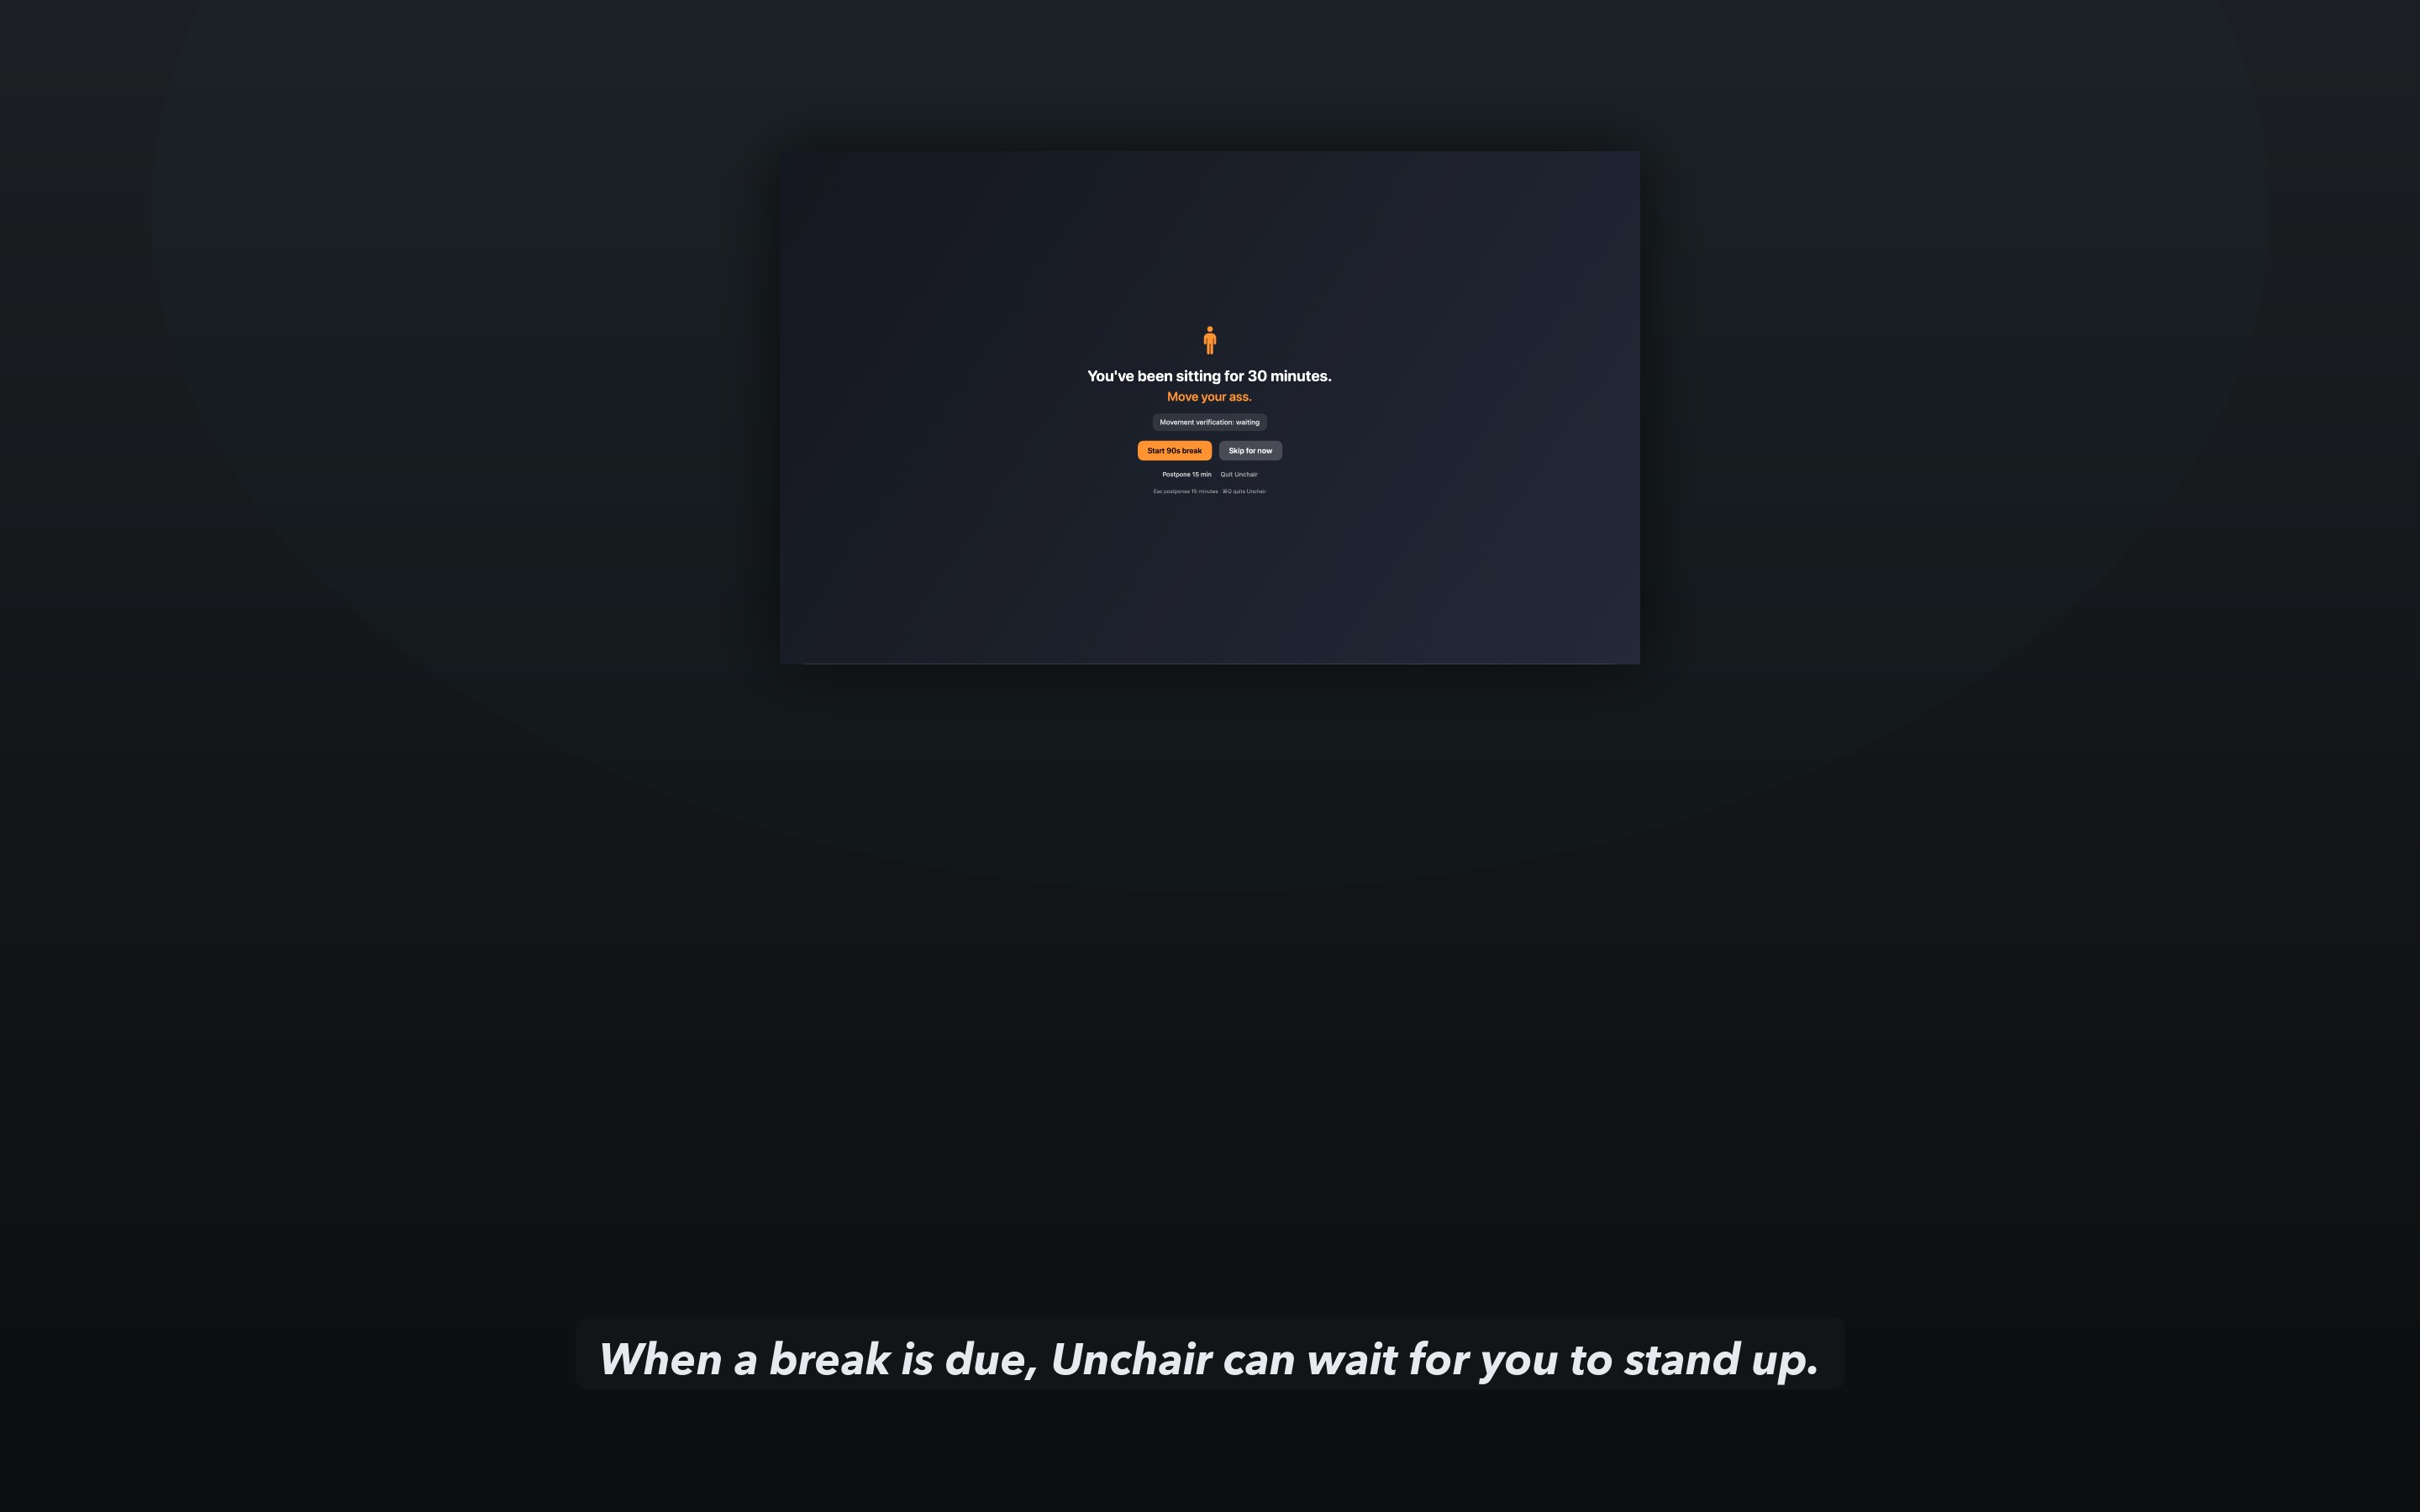 You've been sitting for 30 minutes.
Move your ass.
Movement verification: waiting
Start 90s break Skip for now
Postpone 15 min Quit Unchair
Esc postpones 15 minutes · ⌘Q quits Unchair
When a break is due, Unchair can wait for you to stand up.